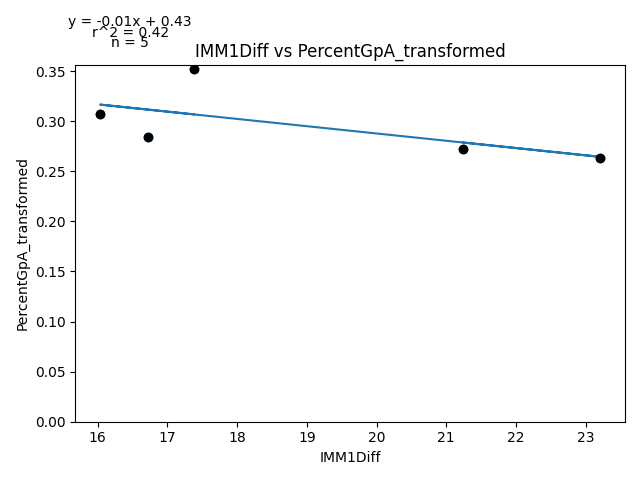 y = -0.01x + 0.43
r^2 = 0.42
n = 5
IMM1Diff vs PercentGpA_transformed
PercentGpA_transformed
0.35
0.30
0.25
0.20
0.15
0.10
0.05
0.00
16 17 18 19 20 21 22 23
IMM1Diff